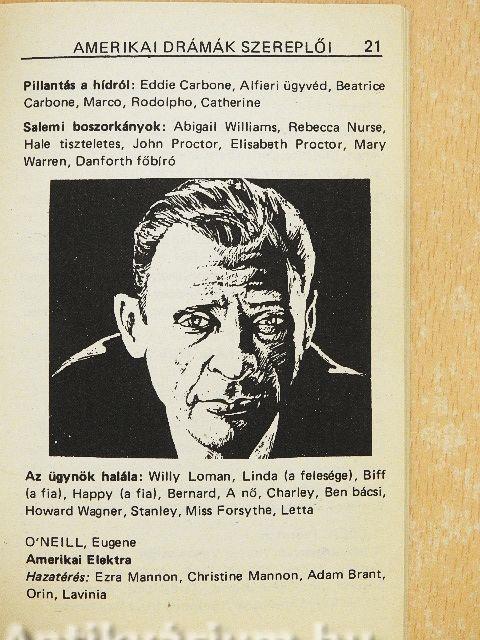 AMERIKAI DRÁMÁK SZEREPLŐI 21
Pillantás a hídról: Eddie Carbone, Alfieri ügyvéd, Beatrice
Carbone, Marco, Rodolpho, Catherine
Salemi boszorkányok: Abigail Williams, Rebecca Nurse,
Hale tiszteletes, John Proctor, Elisabeth Proctor, Mary
Warren, Danforth főbíró
Az ügynök halála: Willy Loman, Linda (a felesége), Biff
(a fia), Happy (a fia), Bernard, A nő, Charley, Ben bácsi,
Howard Wagner, Stanley, Miss Forsythe, Letta
O'NEILL, Eugene
Amerikai Elektra
Hazatérés: Ezra Mannon, Christine Mannon, Adam Brant,
Orin, Lavinia